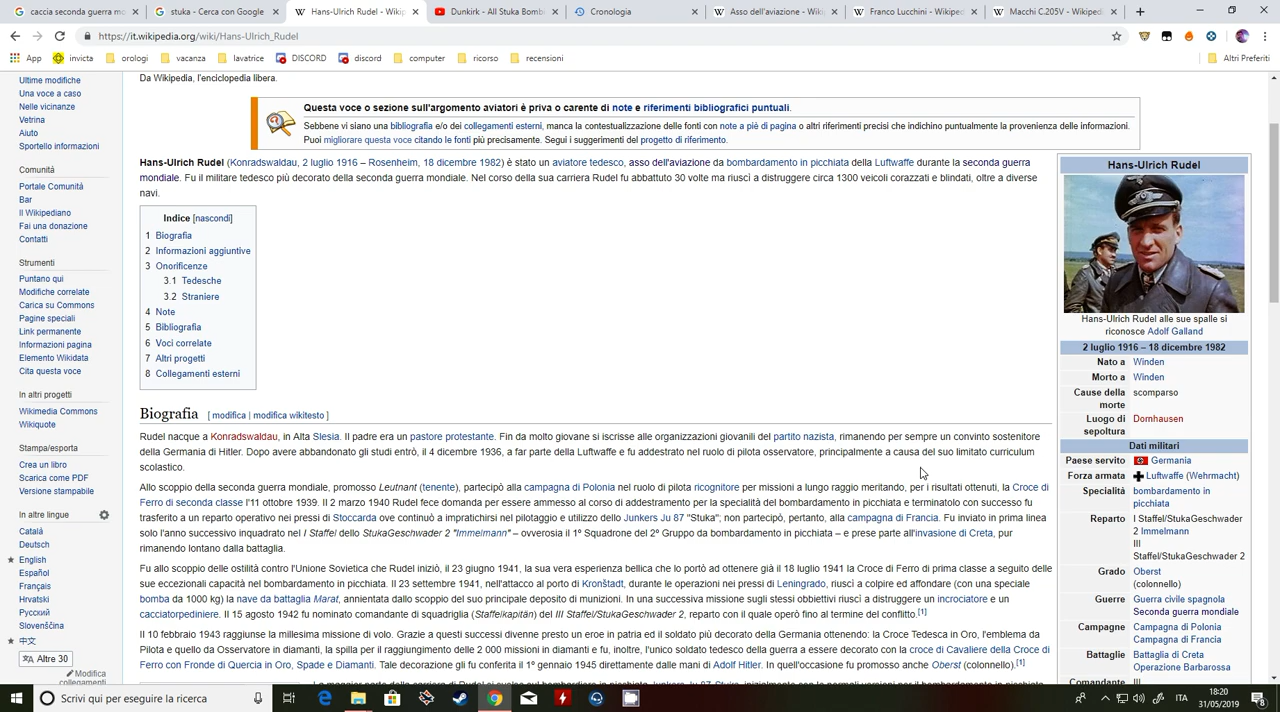 caccia seconda guerra mo
stuka - Cerca con Google
Hans-Ulrich Rudel - Wikip
Dunkirk - All Stuka Bomb
Cronologia
Asso dell'aviazione - Wiki
Franco Lucchini - Wikiped
Macchi C.205V - Wikipedi
https://it.wikipedia.org/wiki/Hans-Ulrich_Rudel
App
invicta
orologi
vacanza
lavatrice
DISCORD
discord
computer
ricorso
recensioni
Altri Preferiti
Ultime modifiche
Una voce a caso
Nelle vicinanze
Vetrina
Aiuto
Sportello informazioni
Comunità
Portale Comunità
Bar
Il Wikipediano
Fai una donazione
Contatti
Strumenti
Puntano qui
Modifiche correlate
Carica su Commons
Pagine speciali
Link permanente
Informazioni pagina
Elemento Wikidata
Cita questa voce
In altri progetti
Wikimedia Commons
Wikiquote
Stampa/esporta
Crea un libro
Scarica come PDF
Versione stampabile
In altre lingue
Català
Deutsch
English
Español
Français
Hrvatski
Русский
Slovenščina
中文
Altre 30
Modifica
collegamenti
Da Wikipedia, l'enciclopedia libera.
Questa voce o sezione sull'argomento aviatori è priva o carente di note e riferimenti bibliografici puntuali.
Sebbene vi siano una bibliografia e/o dei collegamenti esterni, manca la contestualizzazione delle fonti con note a piè di pagina o altri riferimenti precisi che indichino puntualmente la provenienza delle informazioni.
Puoi migliorare questa voce citando le fonti più precisamente. Segui i suggerimenti del progetto di riferimento.
Hans-Ulrich Rudel (Konradswaldau, 2 luglio 1916 – Rosenheim, 18 dicembre 1982) è stato un aviatore tedesco, asso dell'aviazione da bombardamento in picchiata della Luftwaffe durante la seconda guerra
mondiale. Fu il militare tedesco più decorato della seconda guerra mondiale. Nel corso della sua carriera Rudel fu abbattuto 30 volte ma riuscì a distruggere circa 1300 veicoli corazzati e blindati, oltre a diverse
navi.
Indice [nascondi]
1 Biografia
2 Informazioni aggiuntive
3 Onorificenze
3.1 Tedesche
3.2 Straniere
4 Note
5 Bibliografia
6 Voci correlate
7 Altri progetti
8 Collegamenti esterni
Biografia [ modifica | modifica wikitesto ]
Rudel nacque a Konradswaldau, in Alta Slesia. Il padre era un pastore protestante. Fin da molto giovane si iscrisse alle organizzazioni giovanili del partito nazista, rimanendo per sempre un convinto sostenitore
della Germania di Hitler. Dopo avere abbandonato gli studi entrò, il 4 dicembre 1936, a far parte della Luftwaffe e fu addestrato nel ruolo di pilota osservatore, principalmente a causa del suo limitato curriculum
scolastico.
Allo scoppio della seconda guerra mondiale, promosso Leutnant (tenente), partecipò alla campagna di Polonia nel ruolo di pilota ricognitore per missioni a lungo raggio meritando, per i risultati ottenuti, la Croce di
Ferro di seconda classe l'11 ottobre 1939. Il 2 marzo 1940 Rudel fece domanda per essere ammesso al corso di addestramento per la specialità del bombardamento in picchiata e terminatolo con successo fu
trasferito a un reparto operativo nei pressi di Stoccarda ove continuò a impratichirsi nel pilotaggio e utilizzo dello Junkers Ju 87 "Stuka"; non partecipò, pertanto, alla campagna di Francia. Fu inviato in prima linea
solo l'anno successivo inquadrato nel I Staffel dello StukaGeschwader 2 "Immelmann" – ovverosia il 1º Squadrone del 2º Gruppo da bombardamento in picchiata – e prese parte all'invasione di Creta, pur
rimanendo lontano dalla battaglia.
Fu allo scoppio delle ostilità contro l'Unione Sovietica che Rudel iniziò, il 23 giugno 1941, la sua vera esperienza bellica che lo portò ad ottenere già il 18 luglio 1941 la Croce di Ferro di prima classe a seguito delle
sue eccezionali capacità nel bombardamento in picchiata. Il 23 settembre 1941, nell'attacco al porto di Kronštadt, durante le operazioni nei pressi di Leningrado, riuscì a colpire ed affondare (con una speciale
bomba da 1000 kg) la nave da battaglia Marat, annientata dallo scoppio del suo principale deposito di munizioni. In una successiva missione sugli stessi obbiettivi riuscì a distruggere un incrociatore e un
cacciatorpediniere. Il 15 agosto 1942 fu nominato comandante di squadriglia (Staffelkapitän) del III Staffel/StukaGeschwader 2, reparto con il quale operò fino al termine del conflitto.[1]
Il 10 febbraio 1943 raggiunse la millesima missione di volo. Grazie a questi successi divenne presto un eroe in patria ed il soldato più decorato della Germania ottenendo: la Croce Tedesca in Oro, l'emblema da
Pilota e quello da Osservatore in diamanti, la spilla per il raggiungimento delle 2 000 missioni in diamanti e fu, inoltre, l'unico soldato tedesco della guerra a essere decorato con la croce di Cavaliere della Croce di
Ferro con Fronde di Quercia in Oro, Spade e Diamanti. Tale decorazione gli fu conferita il 1º gennaio 1945 direttamente dalle mani di Adolf Hitler. In quell'occasione fu promosso anche Oberst (colonnello).[1]
Hans-Ulrich Rudel
Hans-Ulrich Rudel alle sue spalle si
riconosce Adolf Galland
2 luglio 1916 – 18 dicembre 1982
Nato a Winden
Morto a Winden
Cause della scomparso
morte
Luogo di Dornhausen
sepoltura
Dati militari
Paese servito Germania
Forza armata Luftwaffe (Wehrmacht)
Specialità bombardamento in
picchiata
Reparto I Staffel/StukaGeschwader
2 Immelmann
III
Staffel/StukaGeschwader 2
Grado Oberst
(colonnello)
Guerre Guerra civile spagnola
Seconda guerra mondiale
Campagne Campagna di Polonia
Campagna di Francia
Battaglie Battaglia di Creta
Operazione Barbarossa
Comandante III
Scrivi qui per eseguire la ricerca
ITA
18:20
31/05/2019
8